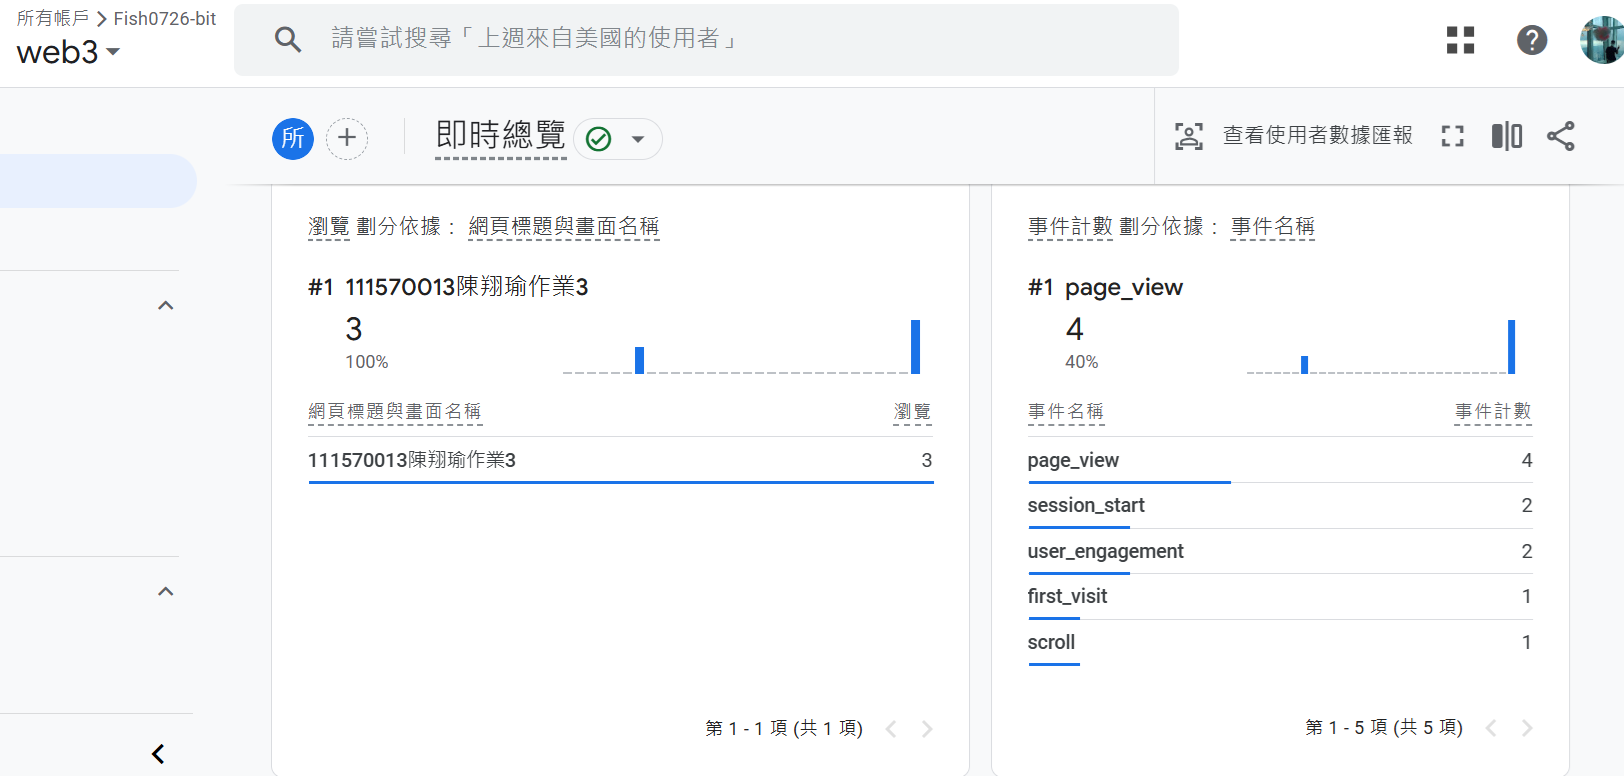 所有帳戶 > Fish0726-bit
web3
請嘗試搜尋「上週來自美國的使用者」
所
即時總覽
查看使用者數據匯報
瀏覽 劃分依據： 網頁標題與畫面名稱
#1 111570013陳翔瑜作業3
3
100%
網頁標題與畫面名稱 瀏覽
111570013陳翔瑜作業3 3
第 1 - 1 項 (共 1 項)
事件計數 劃分依據： 事件名稱
#1 page_view
4
40%
事件名稱 事件計數
page_view 4
session_start 2
user_engagement 2
first_visit 1
scroll 1
第 1 - 5 項 (共 5 項)